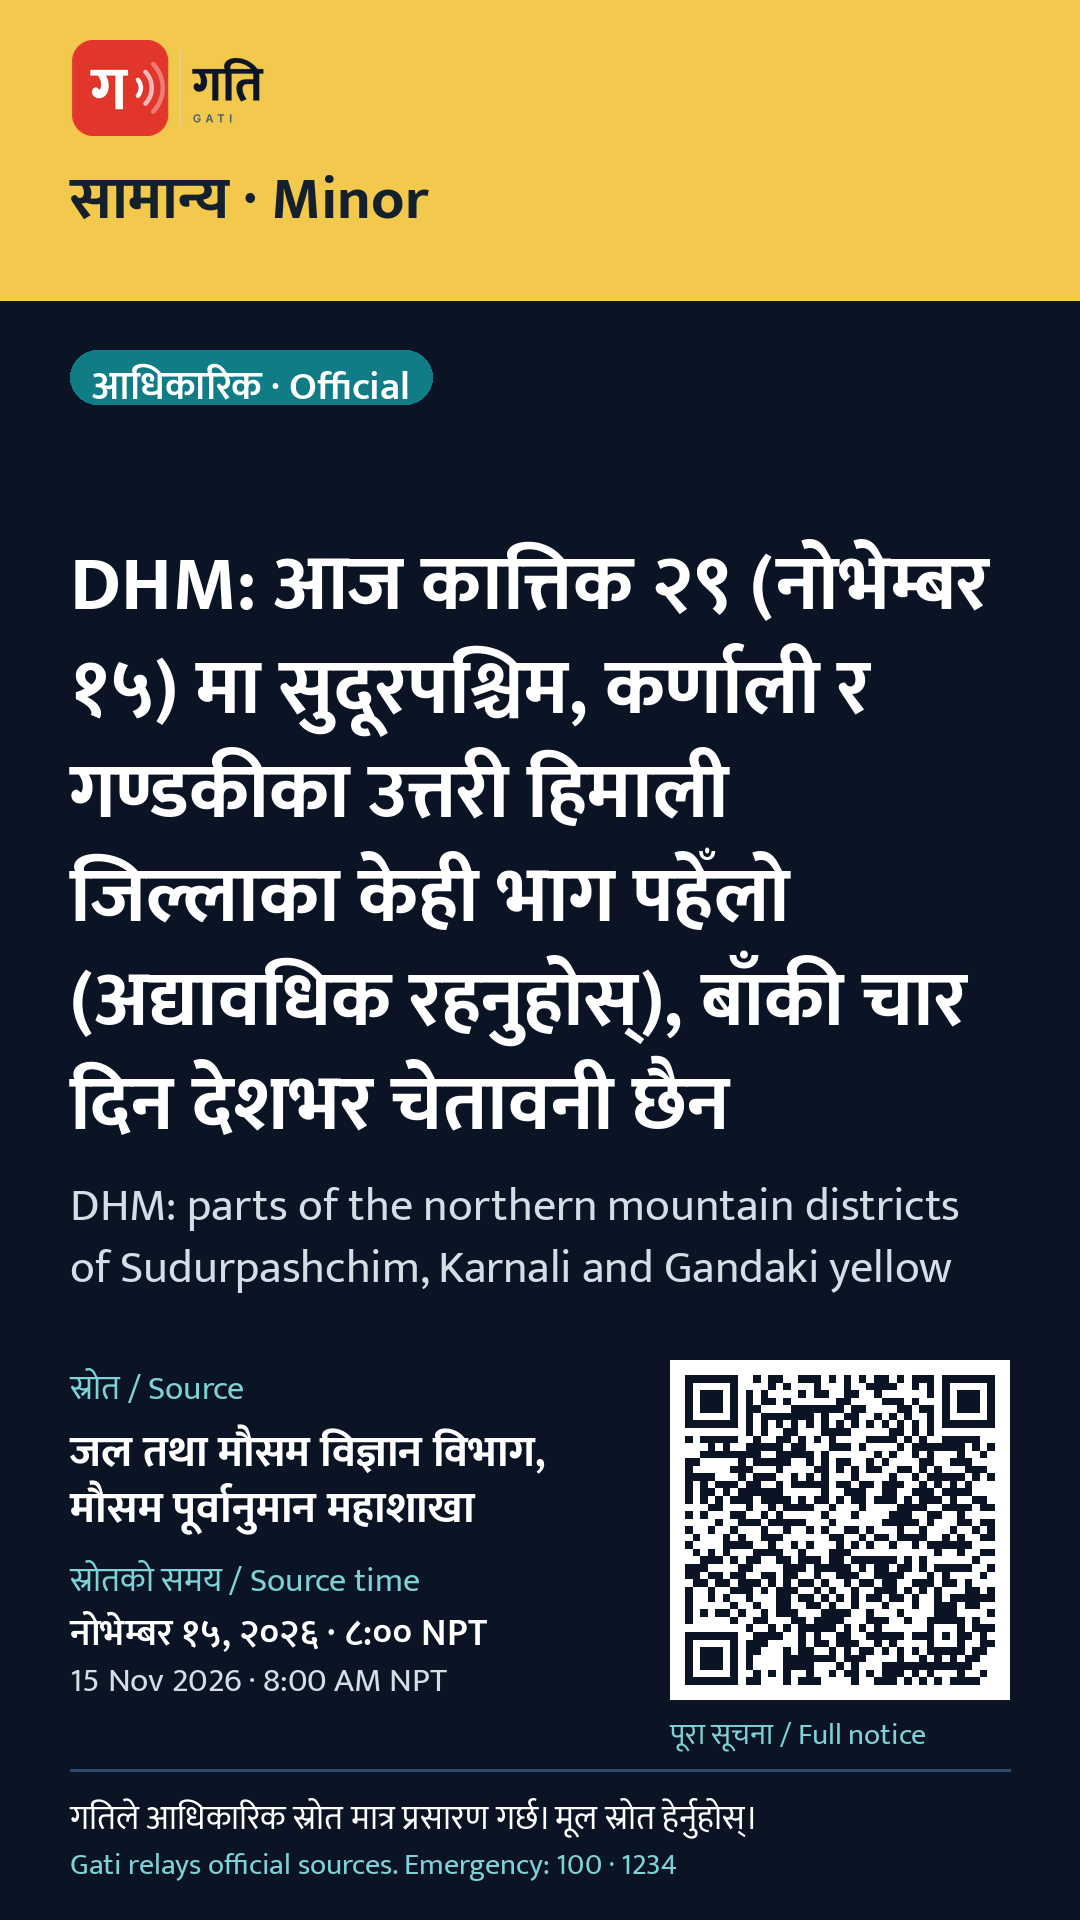 ग
गति
GATI
सामान्य · Minor
आधिकारिक · Official
DHM: आज कात्तिक २९ (नोभेम्बर
१५) मा सुदूरपश्चिम, कर्णाली र
गण्डकीका उत्तरी हिमाली
जिल्लाका केही भाग पहेँलो
(अद्यावधिक रहनुहोस्), बाँकी चार
दिन देशभर चेतावनी छैन
DHM: parts of the northern mountain districts
of Sudurpashchim, Karnali and Gandaki yellow
स्रोत / Source
जल तथा मौसम विज्ञान विभाग,
मौसम पूर्वानुमान महाशाखा
स्रोतको समय / Source time
नोभेम्बर १५, २०२६ · ८:०० NPT
15 Nov 2026 · 8:00 AM NPT
पूरा सूचना / Full notice
गतिले आधिकारिक स्रोत मात्र प्रसारण गर्छ। मूल स्रोत हेर्नुहोस्।
Gati relays official sources. Emergency: 100 · 1234